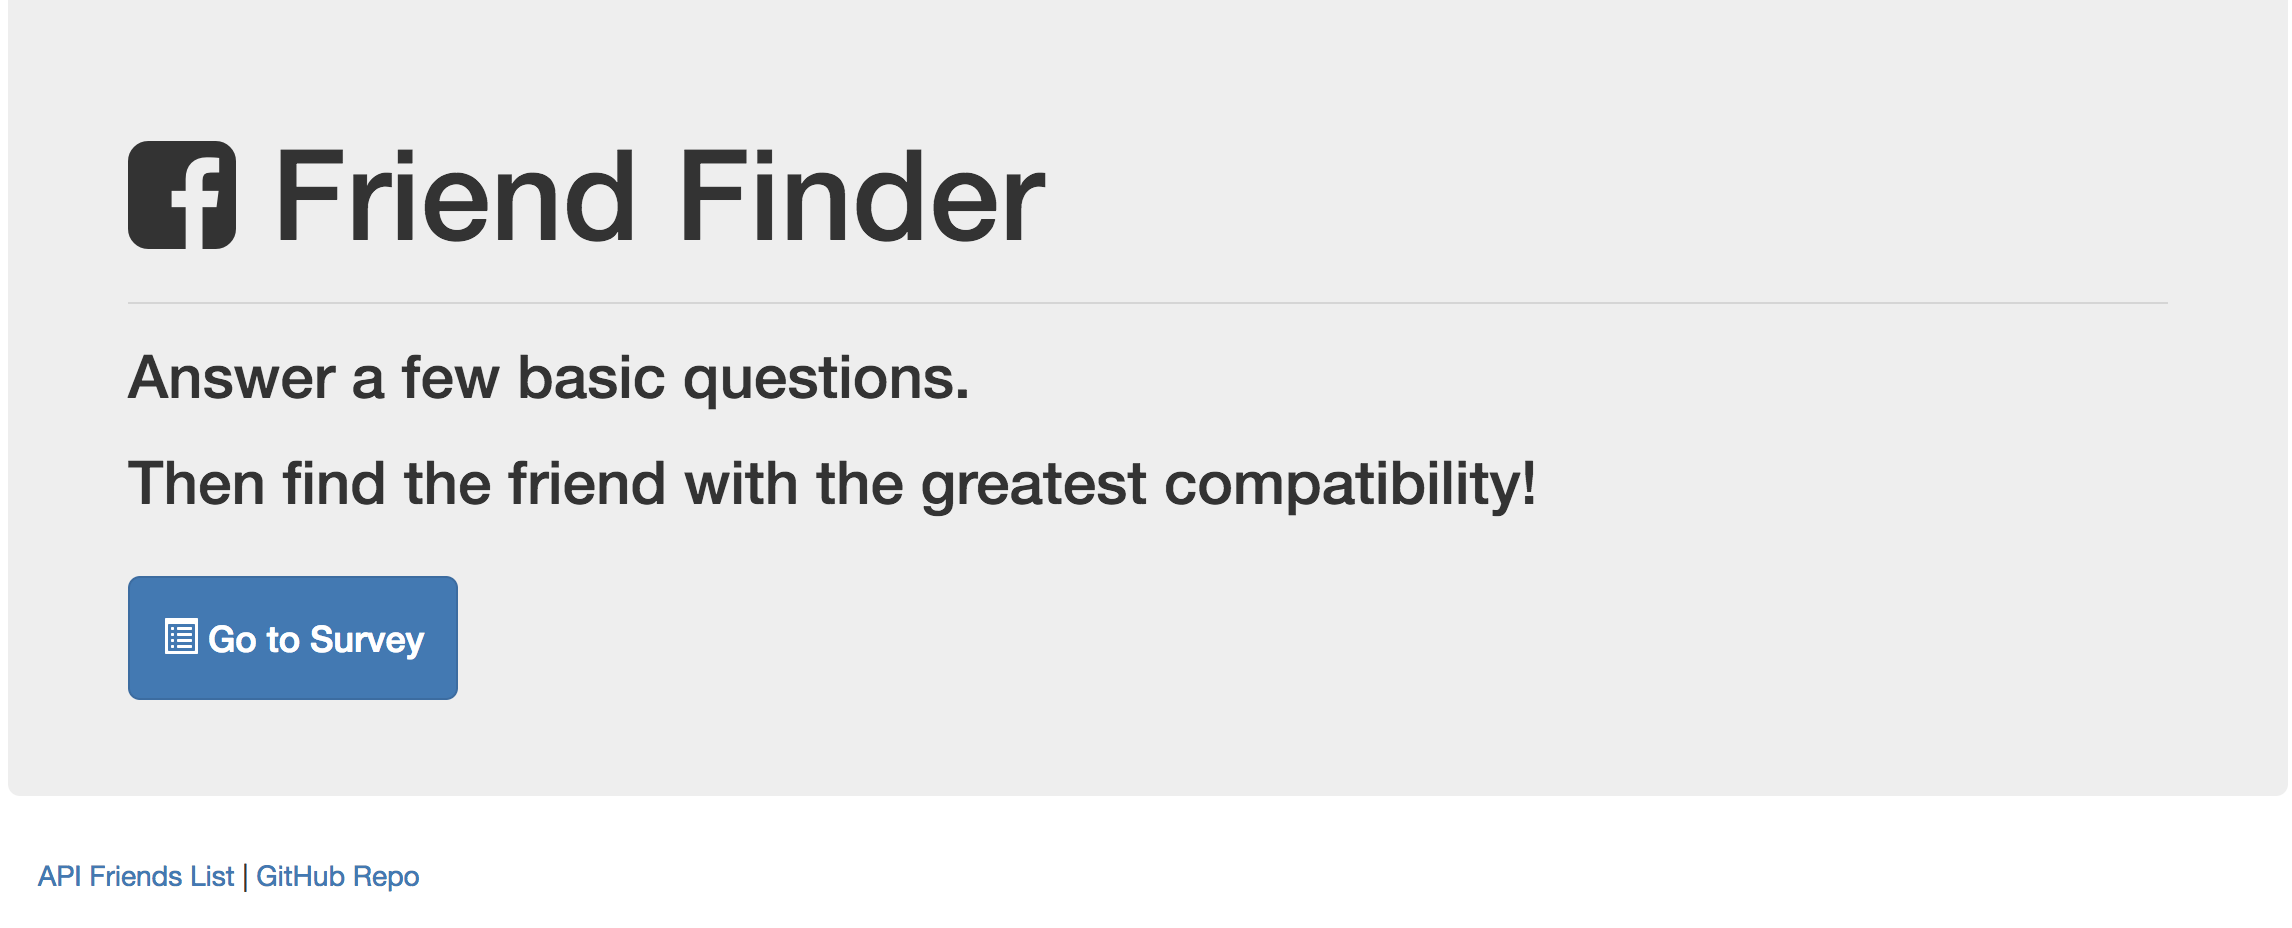 Friend Finder
Answer a few basic questions.
Then find the friend with the greatest compatibility!
Go to Survey
API Friends List | GitHub Repo